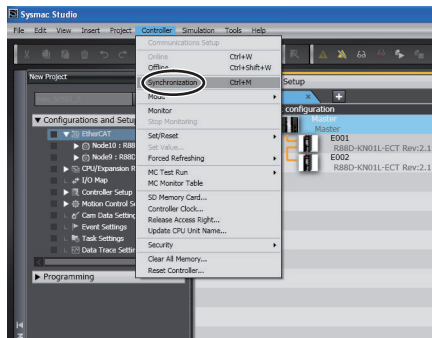 Sysmac Studio
File Edit View Insert Project Controller Simulation Tools Help
Communications Setup
Online Ctrl+W
Offline Ctrl+Shift+W
Synchronization Ctrl+M
Mode
Monitor
Stop Monitoring
Set/Reset
Set Value...
Forced Refreshing
MC Test Run
MC Monitor Table
SD Memory Card...
Controller Clock...
Release Access Right...
Update CPU Unit Name...
Security
Clear All Memory...
Reset Controller...
New Project
Configurations and Setu
EtherCAT
Node10 : R88
Node9 : R88D
CPU/Expansion R
I/O Map
Controller Setup
Motion Control Se
Cam Data Setting
Event Settings
Task Settings
Data Trace Settin
Programming
Setup
configuration
Master
Master
E001
R88D-KN01L-ECT Rev:2.1
E002
R88D-KN01L-ECT Rev:2.1